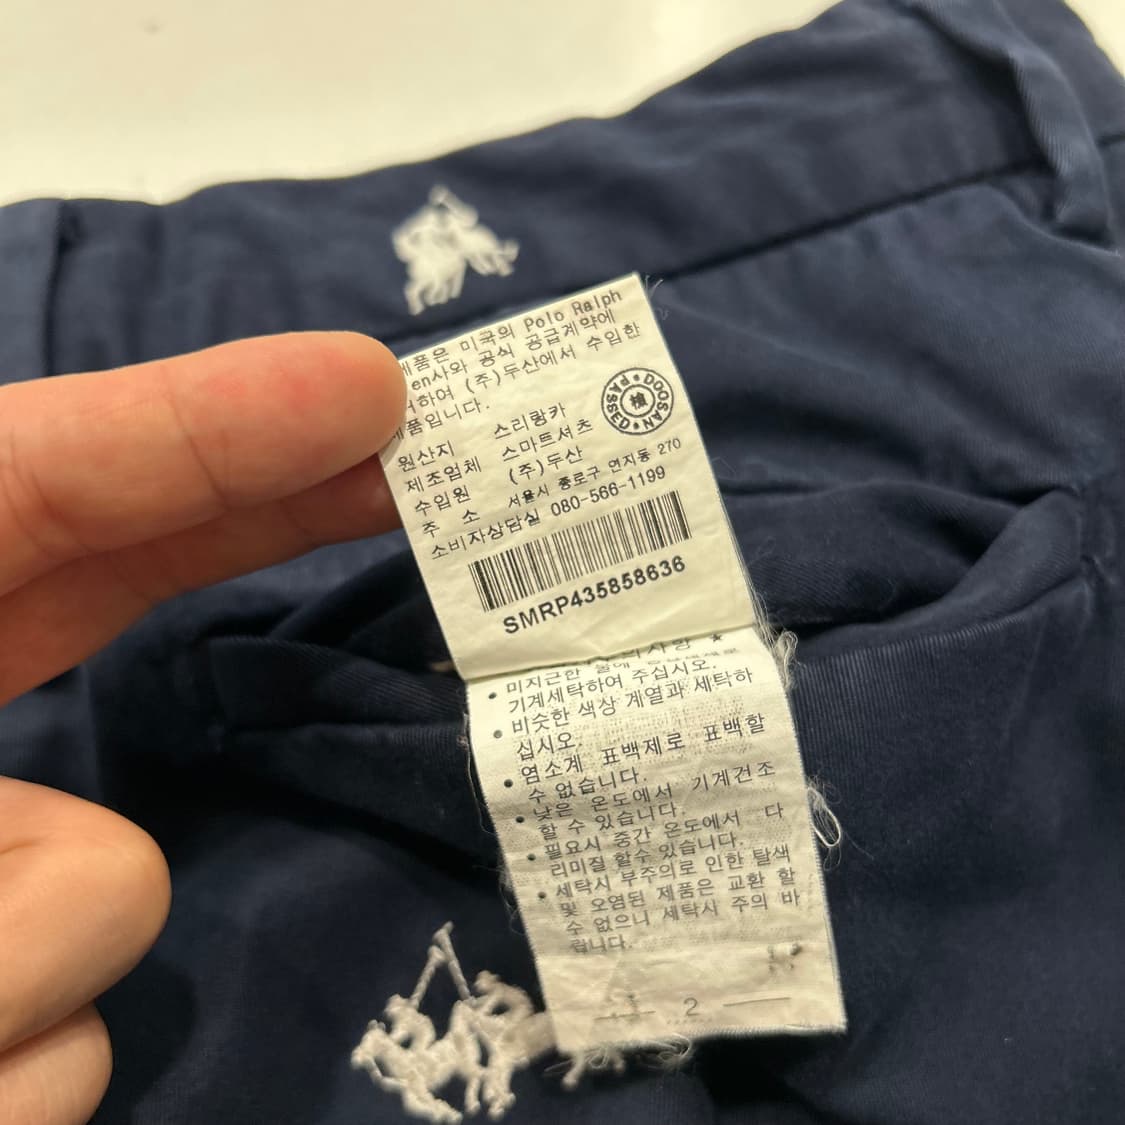 제품은 미국의 Polo Ralph
en사와 공식 공급계약에
하여 (주)두산에서 수입한
제품입니다.
DOOSAN PASSED
檢
원산지 스리랑카
제조업체 스마트셔츠
수입원 (주)두산
주 소 서울시 종로구 연지동 270
소비자상담실 080-566-1199
SMRP435858636
미지근한 물에
기계세탁하여 주십시오.
• 비슷한 색상 계열과 세탁하
십시오.
• 염소계 표백제로 표백할
수 없습니다.
• 낮은 온도에서 기계건조
할 수 있습니다.
• 필요시 중간 온도에서 다
리미질 할수 있습니다.
• 세탁시 부주의로 인한 탈색
및 오염된 제품은 교환 할
수 없으니 세탁시 주의 바
랍니다.
2